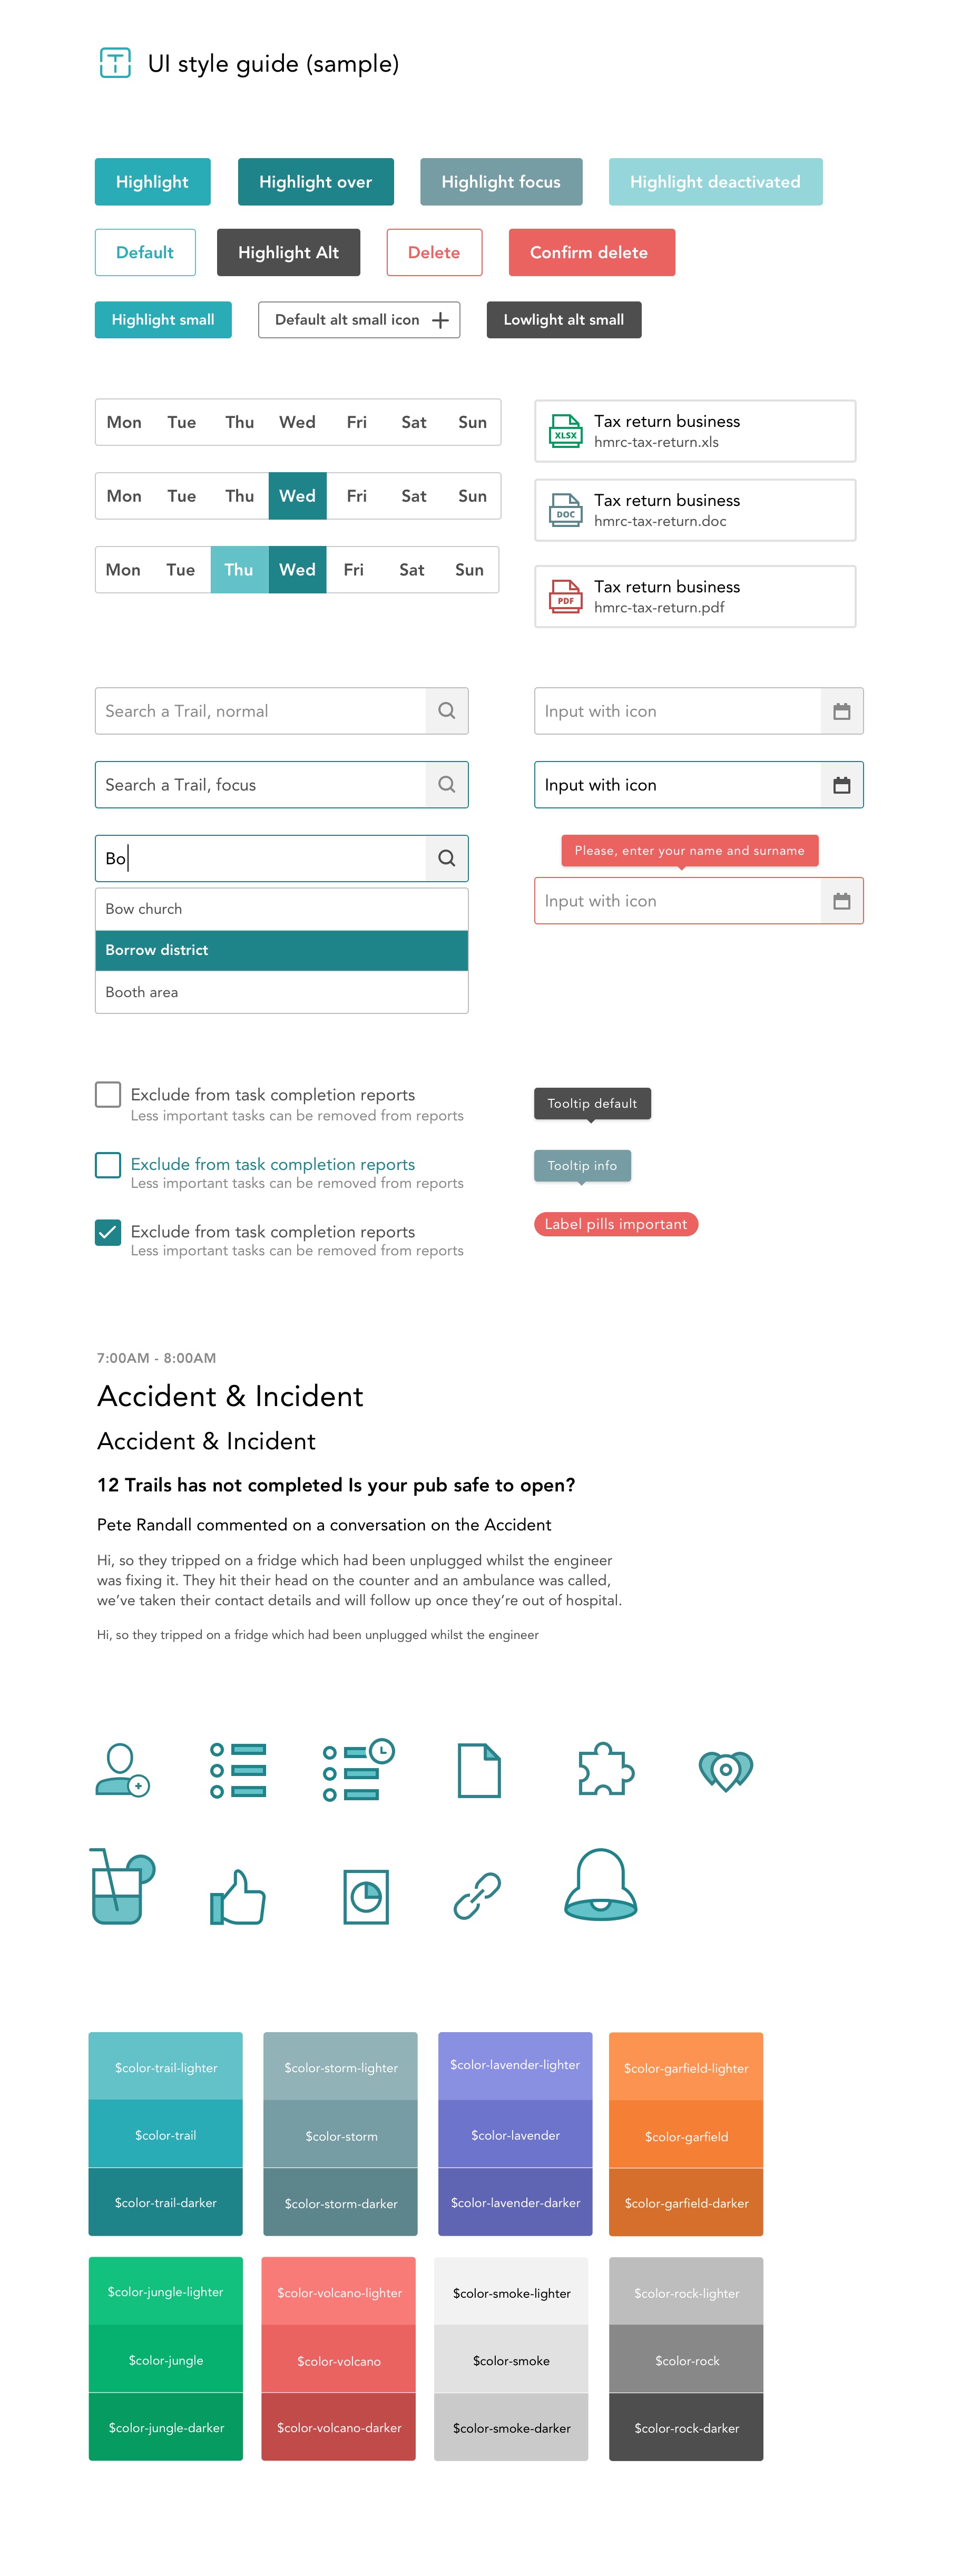 UI style guide (sample)
Highlight
Highlight over
Highlight focus
Highlight deactivated
Default
Highlight Alt
Delete
Confirm delete
Highlight small
Default alt small icon
Lowlight alt small
Mon Tue Thu Wed Fri Sat Sun
Mon Tue Thu Wed Fri Sat Sun
Mon Tue Thu Wed Fri Sat Sun
XLSX
Tax return business
hmrc-tax-return.xls
DOC
Tax return business
hmrc-tax-return.doc
PDF
Tax return business
hmrc-tax-return.pdf
Search a Trail, normal
Search a Trail, focus
Bo
Bow church
Borrow district
Booth area
Input with icon
Input with icon
Please, enter your name and surname
Input with icon
Exclude from task completion reports
Less important tasks can be removed from reports
Exclude from task completion reports
Less important tasks can be removed from reports
Exclude from task completion reports
Less important tasks can be removed from reports
Tooltip default
Tooltip info
Label pills important
7:00AM - 8:00AM
Accident & Incident
Accident & Incident
12 Trails has not completed Is your pub safe to open?
Pete Randall commented on a conversation on the Accident
Hi, so they tripped on a fridge which had been unplugged whilst the engineer
was fixing it. They hit their head on the counter and an ambulance was called,
we've taken their contact details and will follow up once they're out of hospital.
Hi, so they tripped on a fridge which had been unplugged whilst the engineer
$color-trail-lighter
$color-trail
$color-trail-darker
$color-storm-lighter
$color-storm
$color-storm-darker
$color-lavender-lighter
$color-lavender
$color-lavender-darker
$color-garfield-lighter
$color-garfield
$color-garfield-darker
$color-jungle-lighter
$color-jungle
$color-jungle-darker
$color-volcano-lighter
$color-volcano
$color-volcano-darker
$color-smoke-lighter
$color-smoke
$color-smoke-darker
$color-rock-lighter
$color-rock
$color-rock-darker